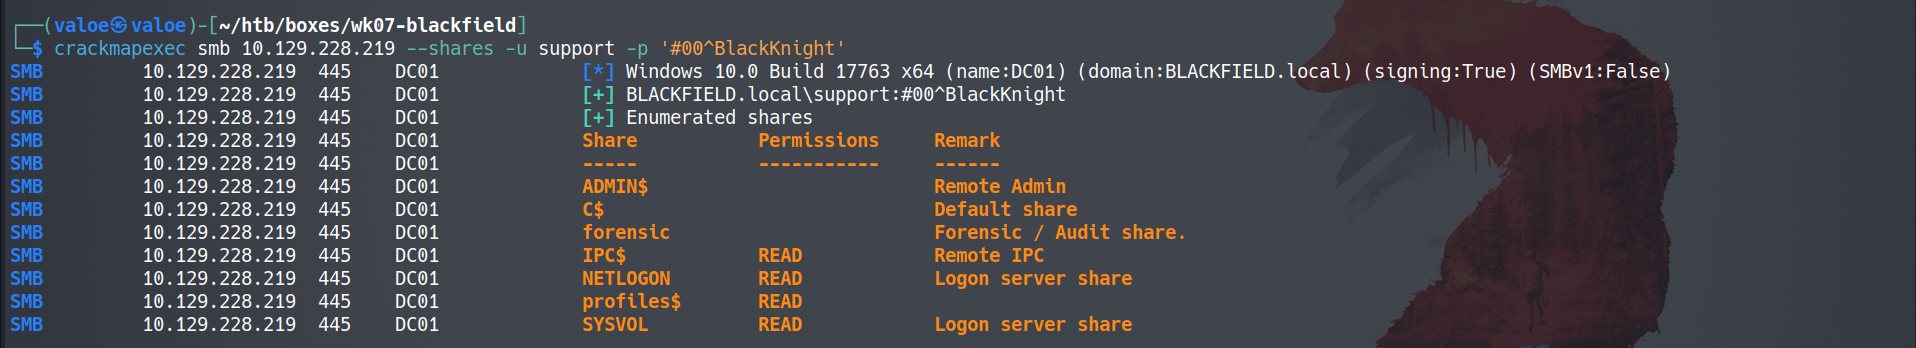 ┌──(valoe㉿valoe)-[~/htb/boxes/wk07-blackfield]
└─$ crackmapexec smb 10.129.228.219 --shares -u support -p '#00^BlackKnight'
SMB         10.129.228.219  445    DC01             [*] Windows 10.0 Build 17763 x64 (name:DC01) (domain:BLACKFIELD.local) (signing:True) (SMBv1:False)
SMB         10.129.228.219  445    DC01             [+] BLACKFIELD.local\support:#00^BlackKnight
SMB         10.129.228.219  445    DC01             [+] Enumerated shares
SMB         10.129.228.219  445    DC01             Share           Permissions     Remark
SMB         10.129.228.219  445    DC01             -----           -----------     ------
SMB         10.129.228.219  445    DC01             ADMIN$                          Remote Admin
SMB         10.129.228.219  445    DC01             C$                              Default share
SMB         10.129.228.219  445    DC01             forensic                        Forensic / Audit share.
SMB         10.129.228.219  445    DC01             IPC$            READ            Remote IPC
SMB         10.129.228.219  445    DC01             NETLOGON        READ            Logon server share
SMB         10.129.228.219  445    DC01             profiles$       READ
SMB         10.129.228.219  445    DC01             SYSVOL          READ            Logon server share